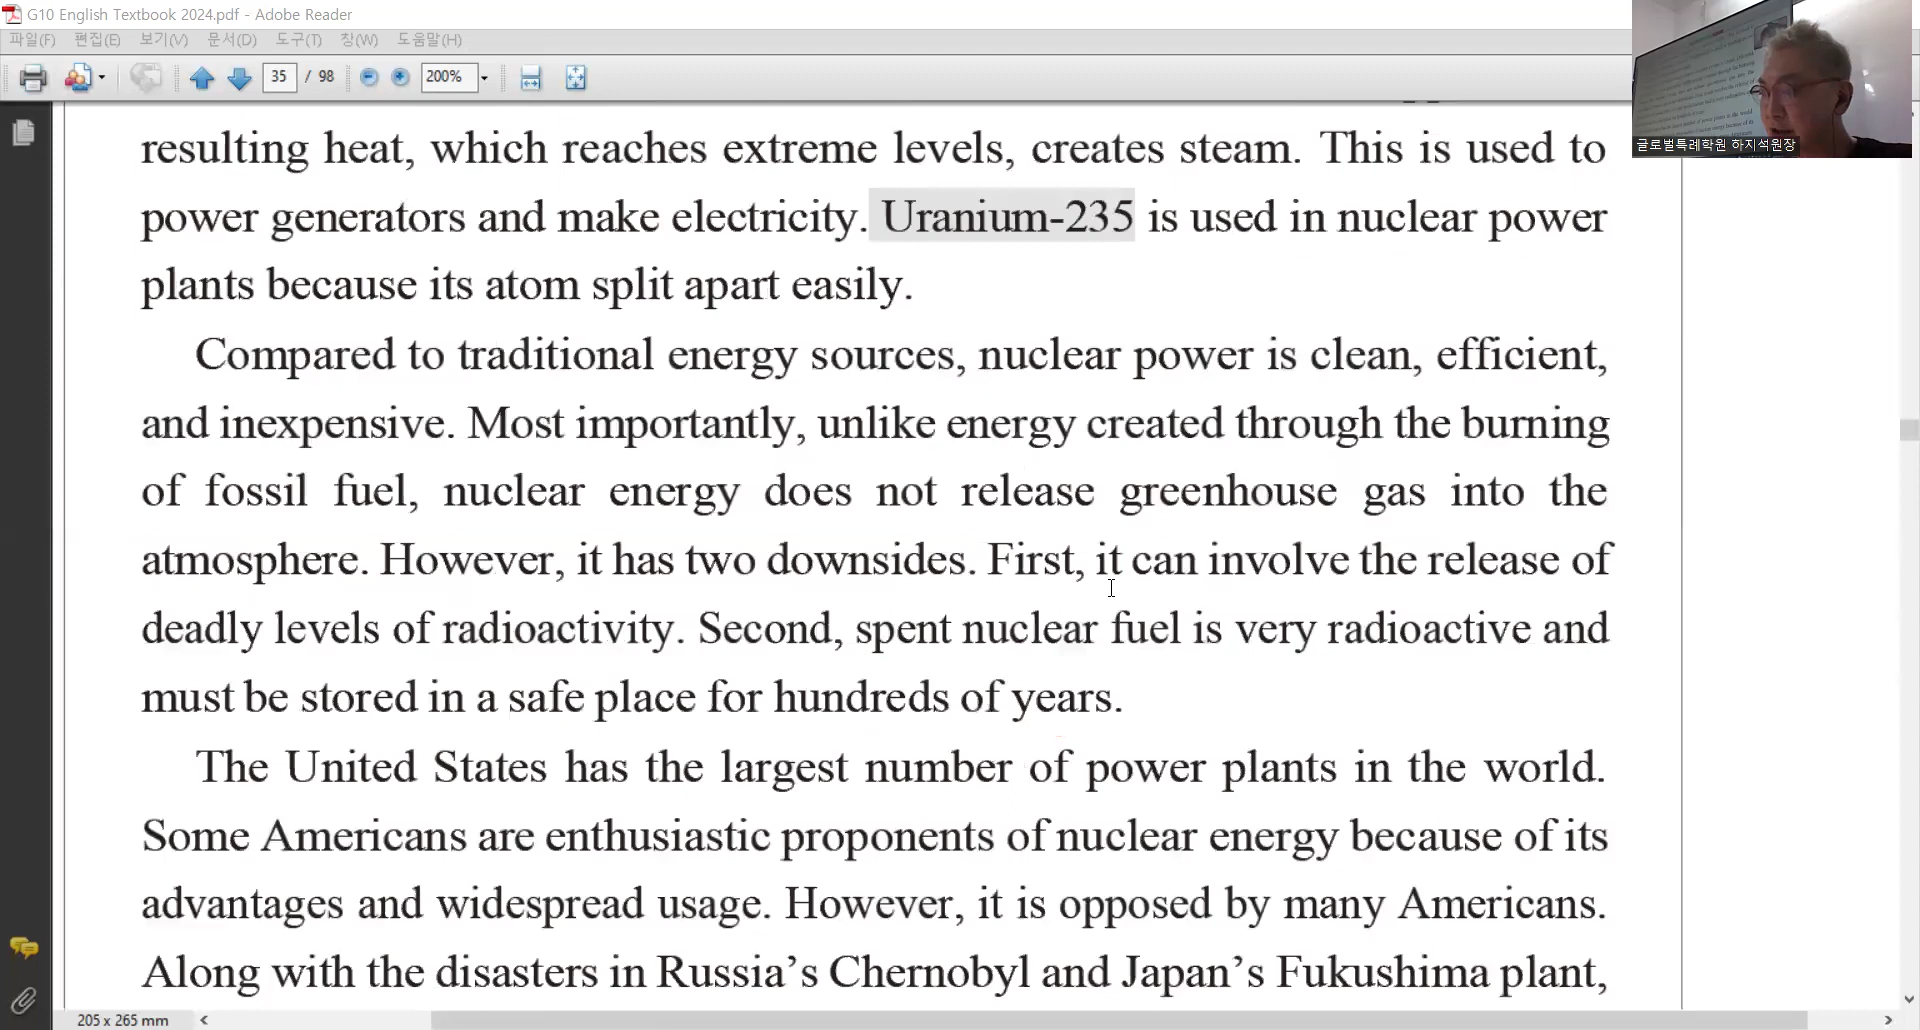 G10 English Textbook 2024.pdf - Adobe Reader
파일(F) 편집(E) 보기(V) 문서(D) 도구(T) 창(W) 도움말(H)
35 / 98 200%
글로벌특례학원 하지석원장
resulting heat, which reaches extreme levels, creates steam. This is used to
power generators and make electricity. Uranium-235 is used in nuclear power
plants because its atom split apart easily.
Compared to traditional energy sources, nuclear power is clean, efficient,
and inexpensive. Most importantly, unlike energy created through the burning
of fossil fuel, nuclear energy does not release greenhouse gas into the
atmosphere. However, it has two downsides. First, it can involve the release of
deadly levels of radioactivity. Second, spent nuclear fuel is very radioactive and
must be stored in a safe place for hundreds of years.
The United States has the largest number of power plants in the world.
Some Americans are enthusiastic proponents of nuclear energy because of its
advantages and widespread usage. However, it is opposed by many Americans.
Along with the disasters in Russia’s Chernobyl and Japan’s Fukushima plant,
205 x 265 mm